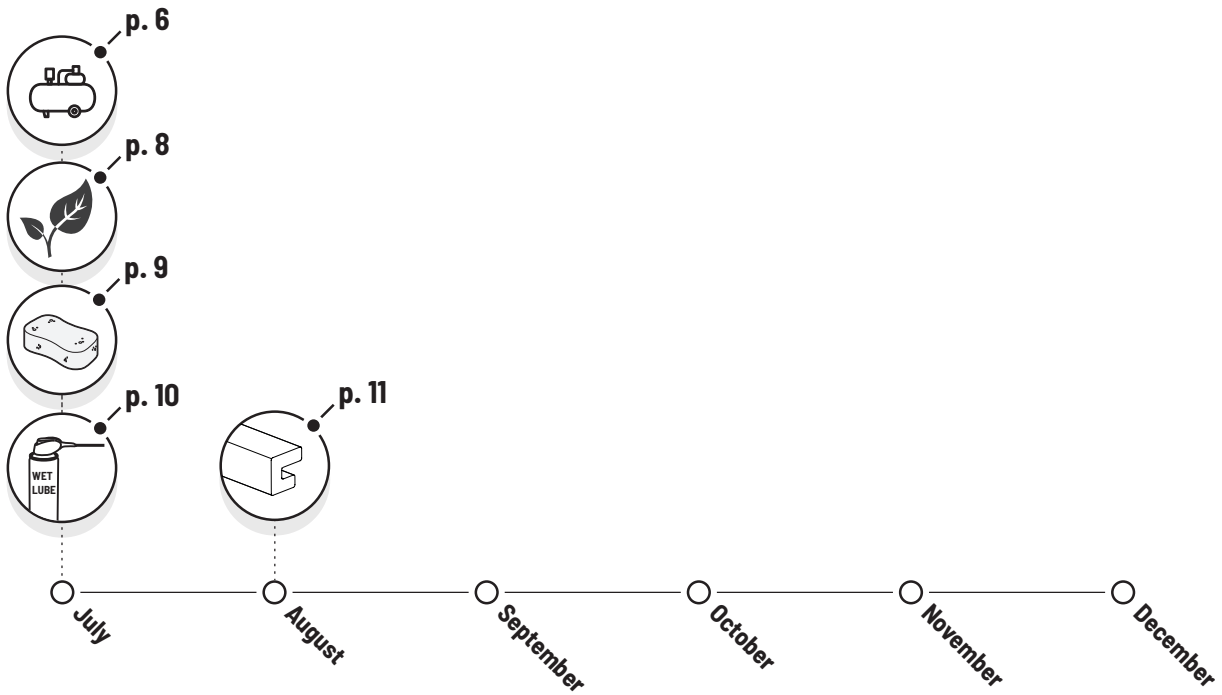 p. 6
p. 8
p. 9
p. 10
WET
LUBE
p. 11
July
August
September
October
November
December